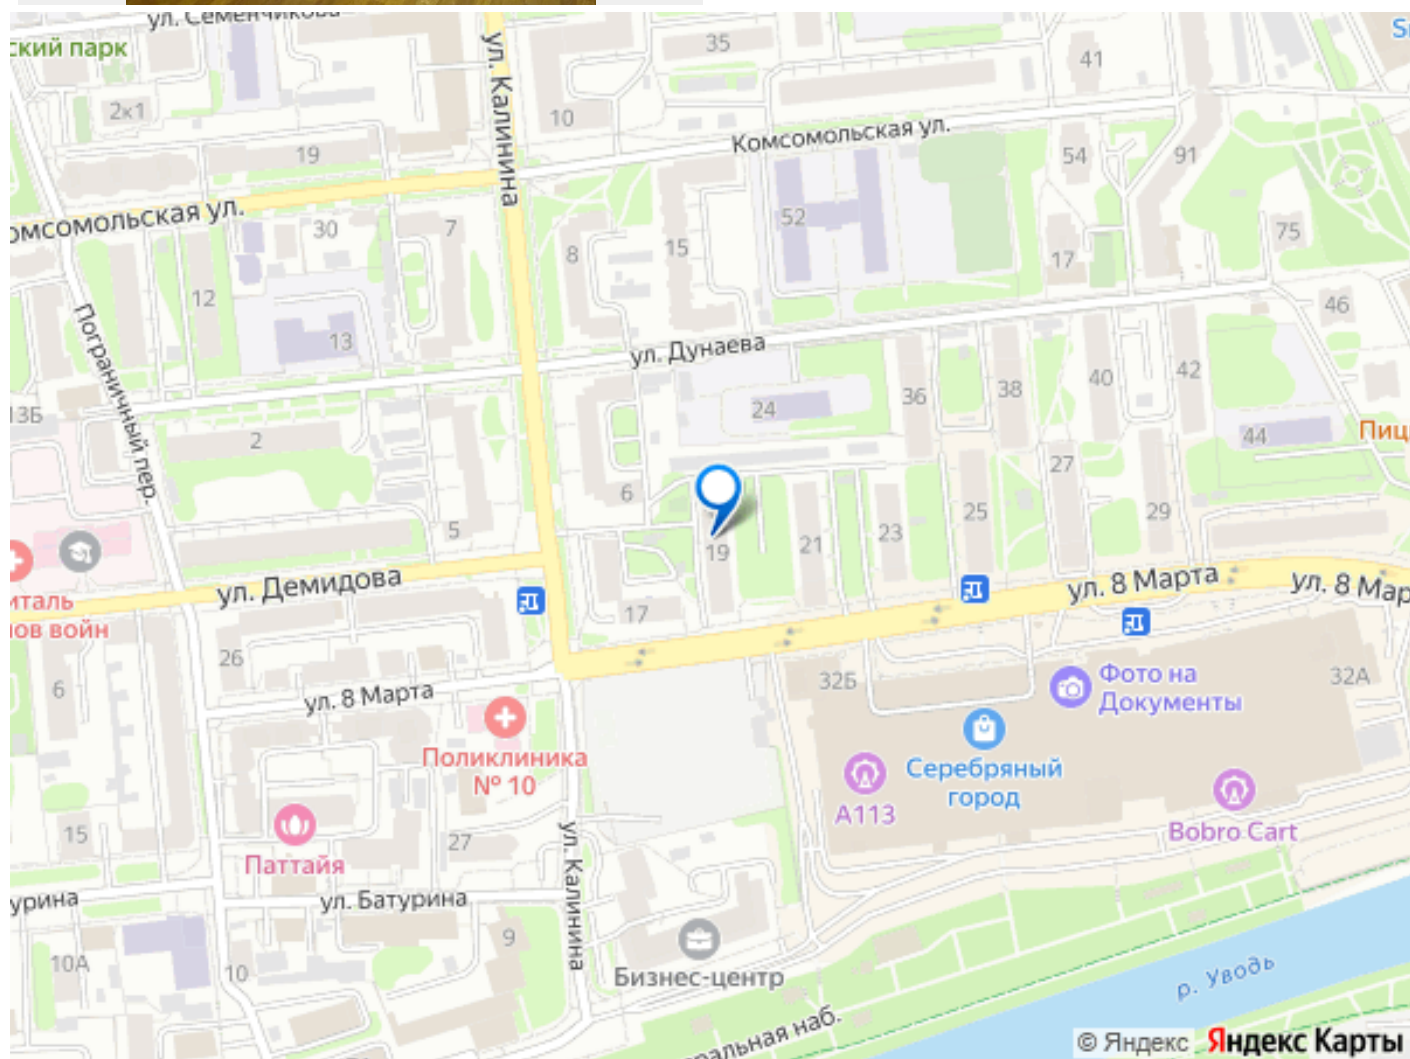 ул. Семенчикова
ский парк
ул. Калинина
35
41
2к1
10
19
Комсомольская ул.
54
91
омсомольская ул.
30
7
8
15
52
17
75
12
13
Пограничный пер.
ул. Дунаева
46
13Б
2
24
36
38
40
42
44
Пиц
6
27
5
19
21
23
25
29
италь
ов войн
ул. Демидова
17
ул. 8 Марта
ул. 8 Мар
26
6
ул. 8 Марта
32Б
Фото на
Документы
32А
Поликлиника
№ 10
Серебряный
город
А113
Bobro Cart
15
Паттайя
27
ул. Калинина
урина
ул. Батурина
9
10А
10
Бизнес-центр
р. Уводь
ральная наб.
© Яндекс Яндекс Карты